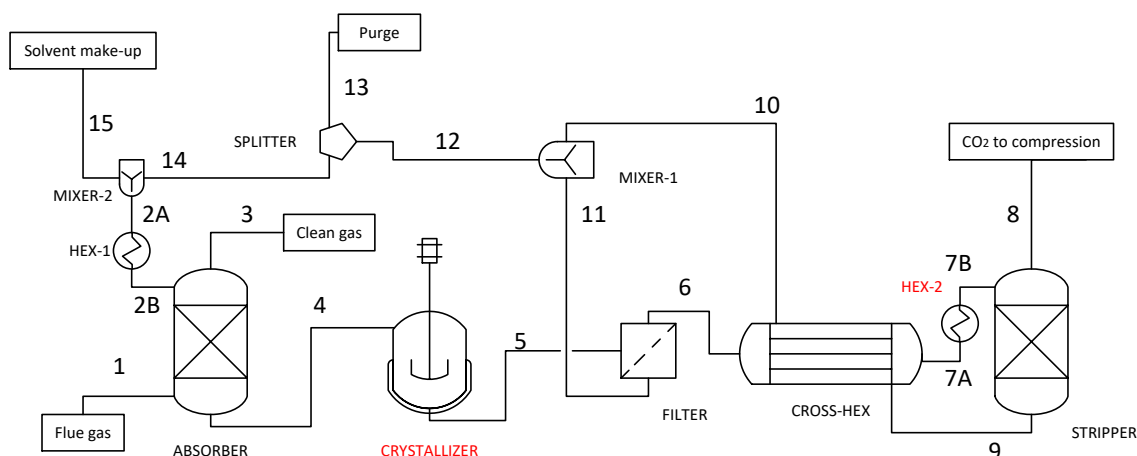 Purge
Solvent make-up
13
10
15
SPLITTER
12
CO2 to compression
14
MIXER-1
MIXER-2
2A
3
11
8
HEX-1
Clean gas
7B
HEX-2
6
2B
4
5
1
7A
FILTER
CROSS-HEX
Flue gas
STRIPPER
ABSORBER
CRYSTALLIZER
9